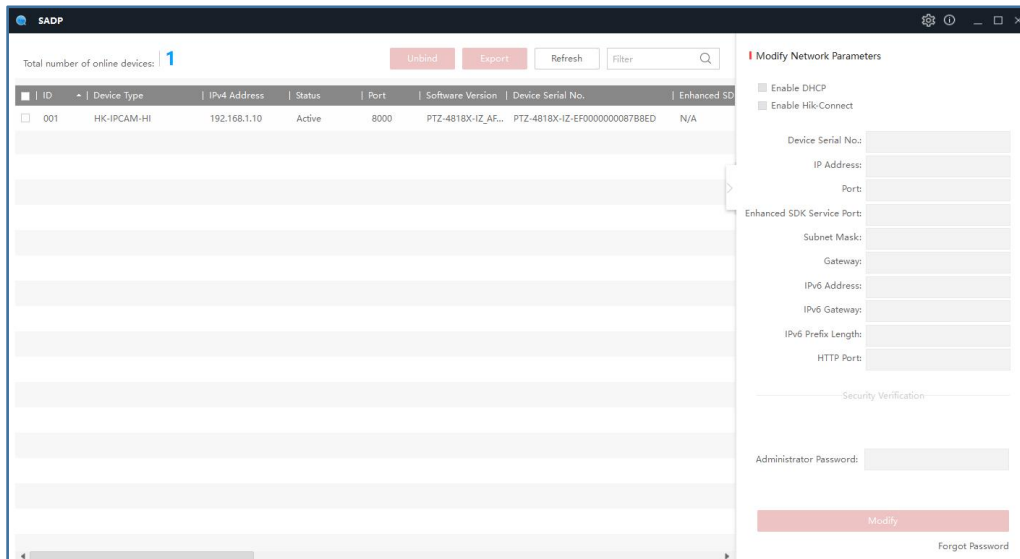 SADP
Total number of online devices: 1
Unbind Export Refresh Filter
ID Device Type IPv4 Address Status Port Software Version Device Serial No. Enhanced SD
001 HK-IPCAM-HI 192.168.1.10 Active 8000 PTZ-4818X-IZ_AF... PTZ-4818X-IZ-EF0000000087B8ED N/A
Modify Network Parameters
Enable DHCP
Enable Hik-Connect
Device Serial No.:
IP Address:
Port:
Enhanced SDK Service Port:
Subnet Mask:
Gateway:
IPv6 Address:
IPv6 Gateway:
IPv6 Prefix Length:
HTTP Port:
Security Verification
Administrator Password:
Modify
Forgot Password